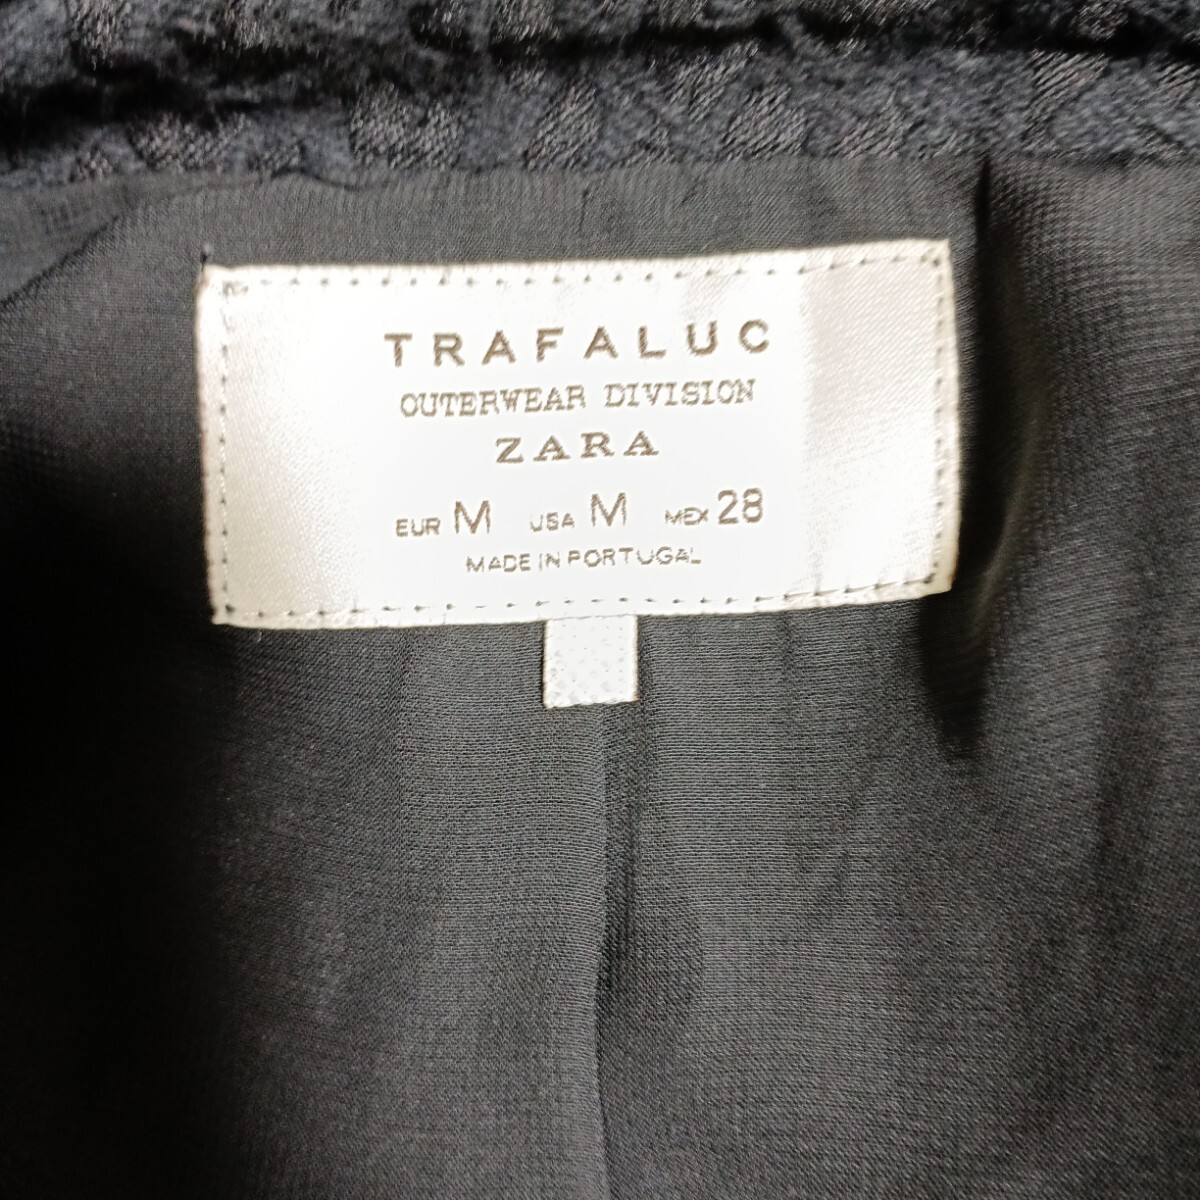 TRAFALUC
OUTERWEAR DIVISION
ZARA
EUR M USA M MEX 28
MADE IN PORTUGAL